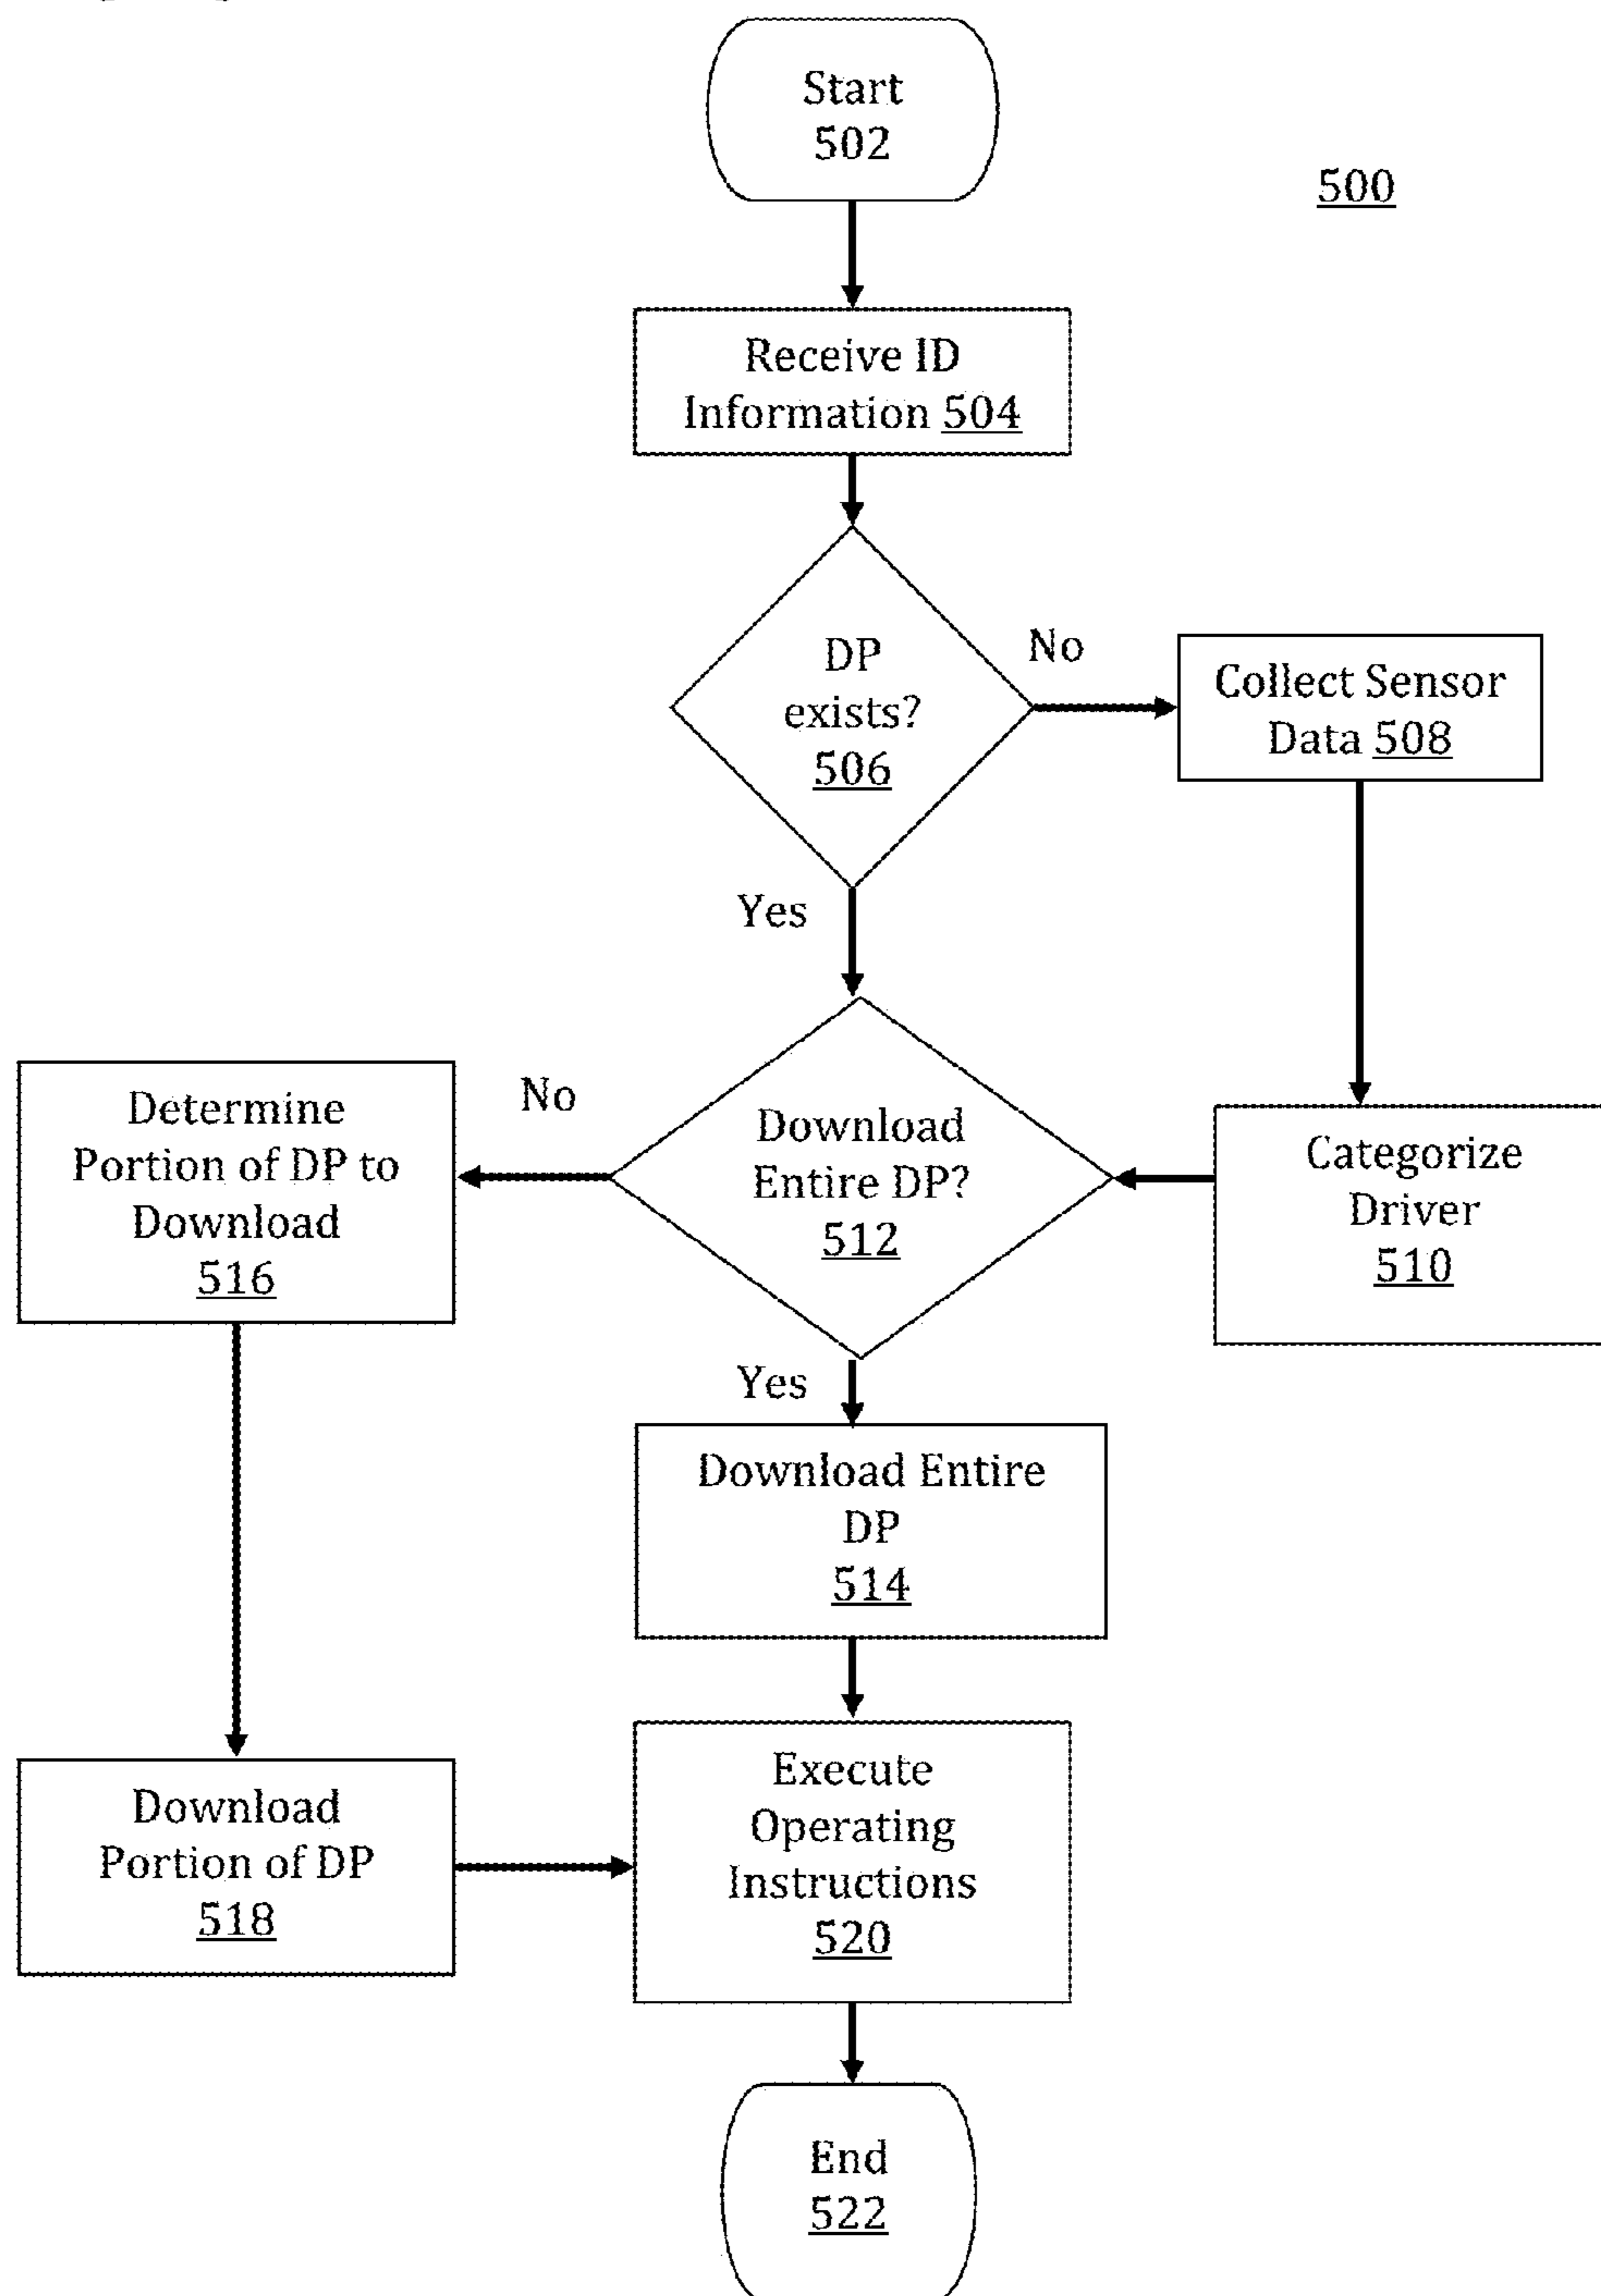 Start
502
500
Receive ID
Information 504
DP
exists?
506
No
Collect Sensor
Data 508
Yes
Determine
Portion of DP to
Download
516
No
Download
Entire DP?
512
Categorize
Driver
510
Yes
Download Entire
DP
514
Download
Portion of DP
518
Execute
Operating
Instructions
520
End
522